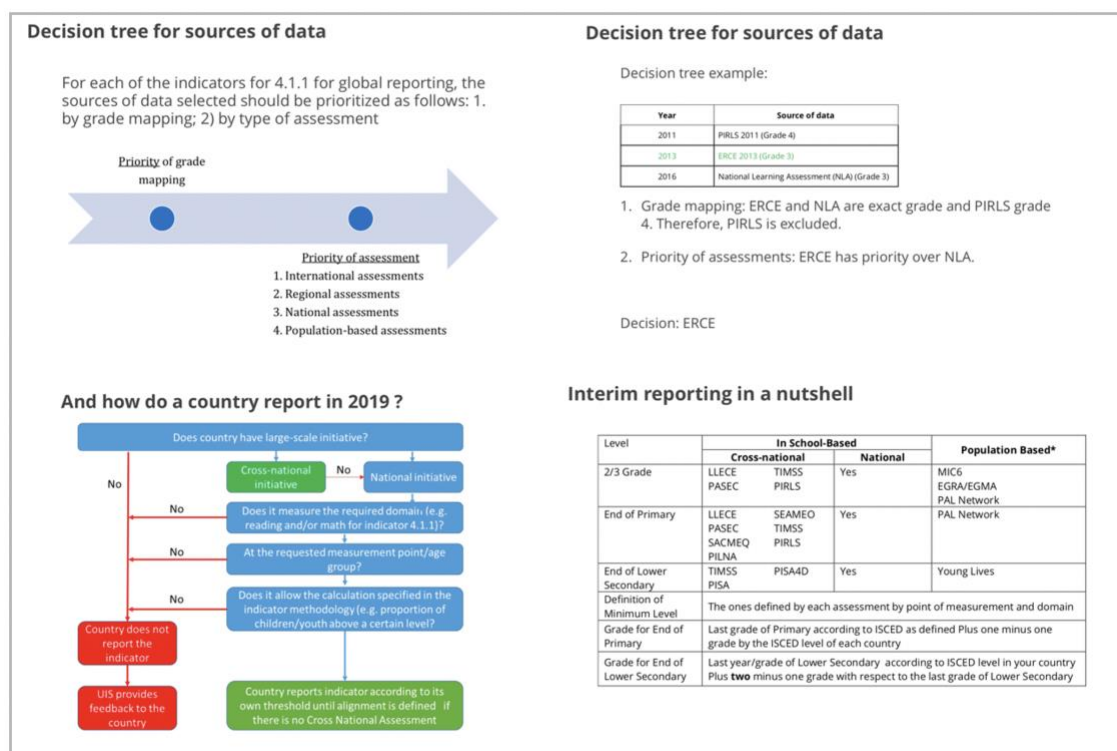 Decision tree for sources of data
For each of the indicators for 4.1.1 for global reporting, the
sources of data selected should be prioritized as follows: 1.
by grade mapping; 2) by type of assessment
Priority of grade
mapping
Priority of assessment
1. International assessments
2. Regional assessments
3. National assessments
4. Population-based assessments
Decision tree for sources of data
Decision tree example:
Year Source of data
2011 PIRLS 2011 (Grade 4)
2013 ERCE 2013 (Grade 3)
2016 National Learning Assessment (NLA) (Grade 3)
1. Grade mapping: ERCE and NLA are exact grade and PIRLS grade
4. Therefore, PIRLS is excluded.
2. Priority of assessments: ERCE has priority over NLA.
Decision: ERCE
And how do a country report in 2019 ?
Does country have large-scale initiative?
No
Cross-national
initiative
No
National initiative
No
Does it measure the required domain, (e.g.
reading and/or math for indicator 4.1.1)?
No
At the requested measurement point/age
group?
No
Does it allow the calculation specified in the
indicator methodology (e.g. proportion of
children/youth above a certain level?
Country does not
report the
indicator
UIS provides
feedback to the
country
Country reports indicator according to its
own threshold until alignment is defined if
there is no Cross National Assessment
Interim reporting in a nutshell
Level In School-Based Population Based*
Cross-national National
2/3 Grade LLECE TIMSS Yes MIC6
PASEC PIRLS EGRA/EGMA
PAL Network
End of Primary LLECE SEAMEO Yes PAL Network
PASEC TIMSS
SACMEQ PIRLS
PILNA
End of Lower TIMSS PISA4D Yes Young Lives
Secondary PISA
Definition of
Minimum Level The ones defined by each assessment by point of measurement and domain
Grade for End of Last grade of Primary according to ISCED as defined Plus one minus one
Primary grade by the ISCED level of each country
Grade for End of Last year/grade of Lower Secondary according to ISCED level in your country
Lower Secondary Plus two minus one grade with respect to the last grade of Lower Secondary